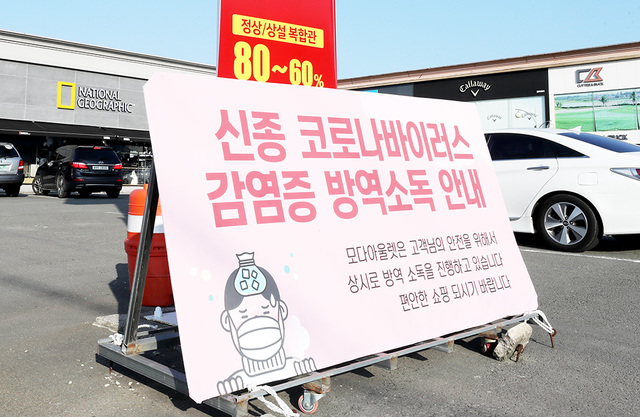 정상/상설 복합관
80~60%
NATIONAL
GEOGRAPHIC
Callaway
신종 코로나바이러스
감염증 방역소독 안내
모다아울렛은 고객님의 안전을 위해서
상시로 방역 소독을 진행하고 있습니다
편안한 쇼핑 되시기 바랍니다